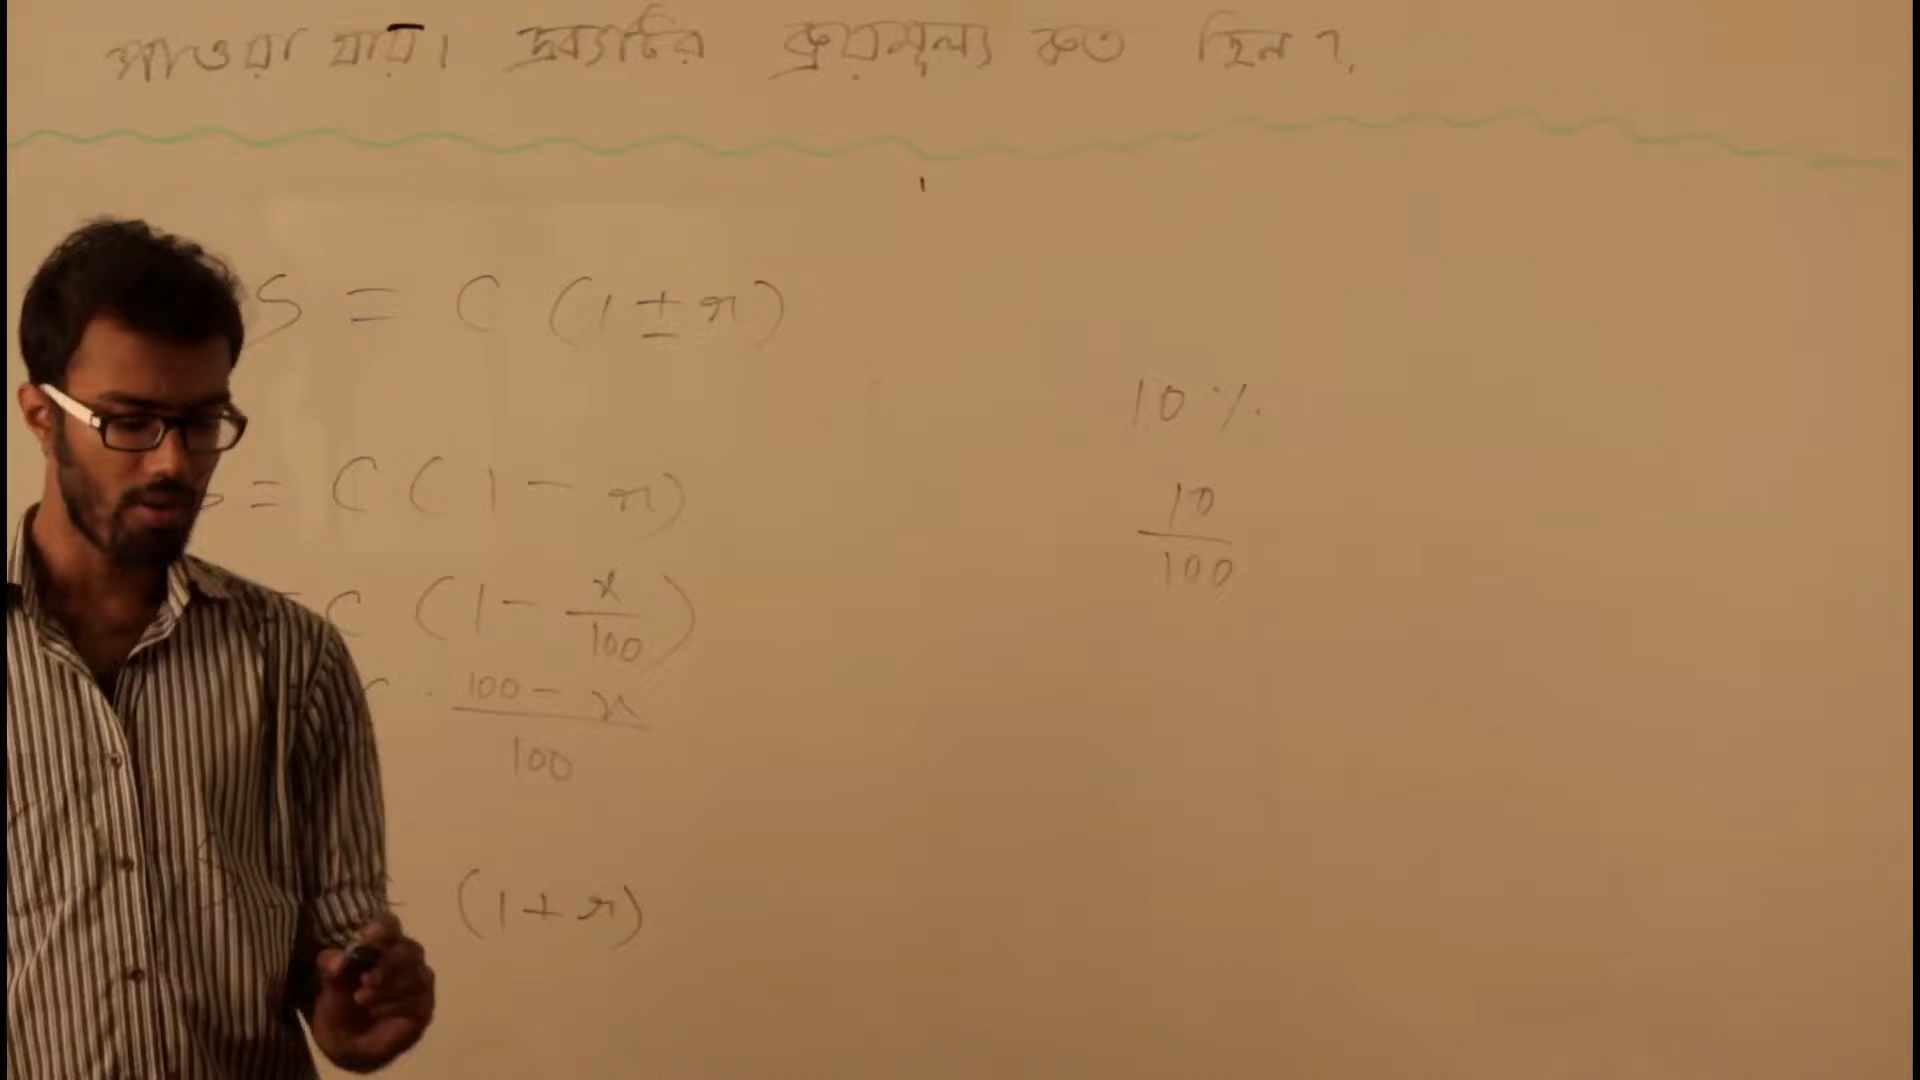 পাওয়া যায়। দ্রব্যটির ক্রয়মূল্য কত ছিল?
S = C (1 ± r)
= C (1 - r)
10%
10/100
= C (1 - x/100)
100 - x/100
(1 + r)